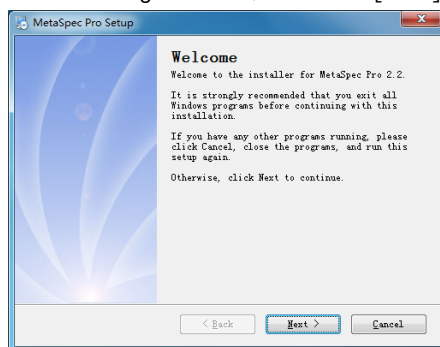 MetaSpec Pro Setup
Welcome
Welcome to the installer for MetaSpec Pro 2.2.
It is strongly recommended that you exit all
Windows programs before continuing with this
installation.
If you have any other programs running, please
click Cancel, close the programs, and run this
setup again.
Otherwise, click Next to continue.
< Back
Next >
Cancel